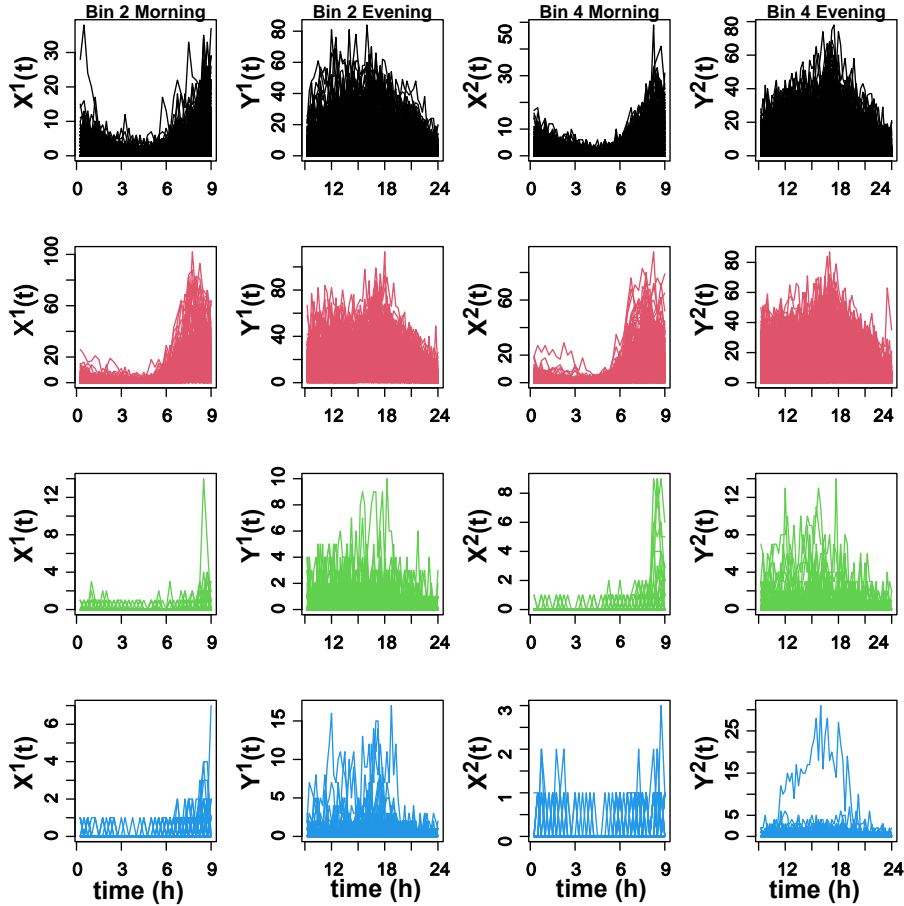 Bin 2 Morning Bin 2 Evening Bin 4 Morning Bin 4 Evening
X¹(t) 0 10 20 30 0 3 6 9
Y¹(t) 0 20 40 60 80 12 18 24
X²(t) 0 10 20 30 50 0 3 6 9
Y²(t) 0 20 40 60 80 12 18 24
X¹(t) 0 20 60 100 0 3 6 9
Y¹(t) 0 40 80 12 18 24
X²(t) 0 20 40 80 0 3 6 9
Y²(t) 0 20 40 60 80 12 18 24
X¹(t) 0 4 8 12 0 3 6 9
Y¹(t) 0 2 4 6 8 10 12 18 24
X²(t) 0 2 4 6 8 0 3 6 9
Y²(t) 0 4 8 12 12 18 24
X¹(t) 0 2 4 6 0 3 6 9
time (h)
Y¹(t) 0 5 10 15 12 18 24
time (h)
X²(t) 0 1 2 3 0 3 6 9
time (h)
Y²(t) 0 5 15 25 12 18 24
time (h)